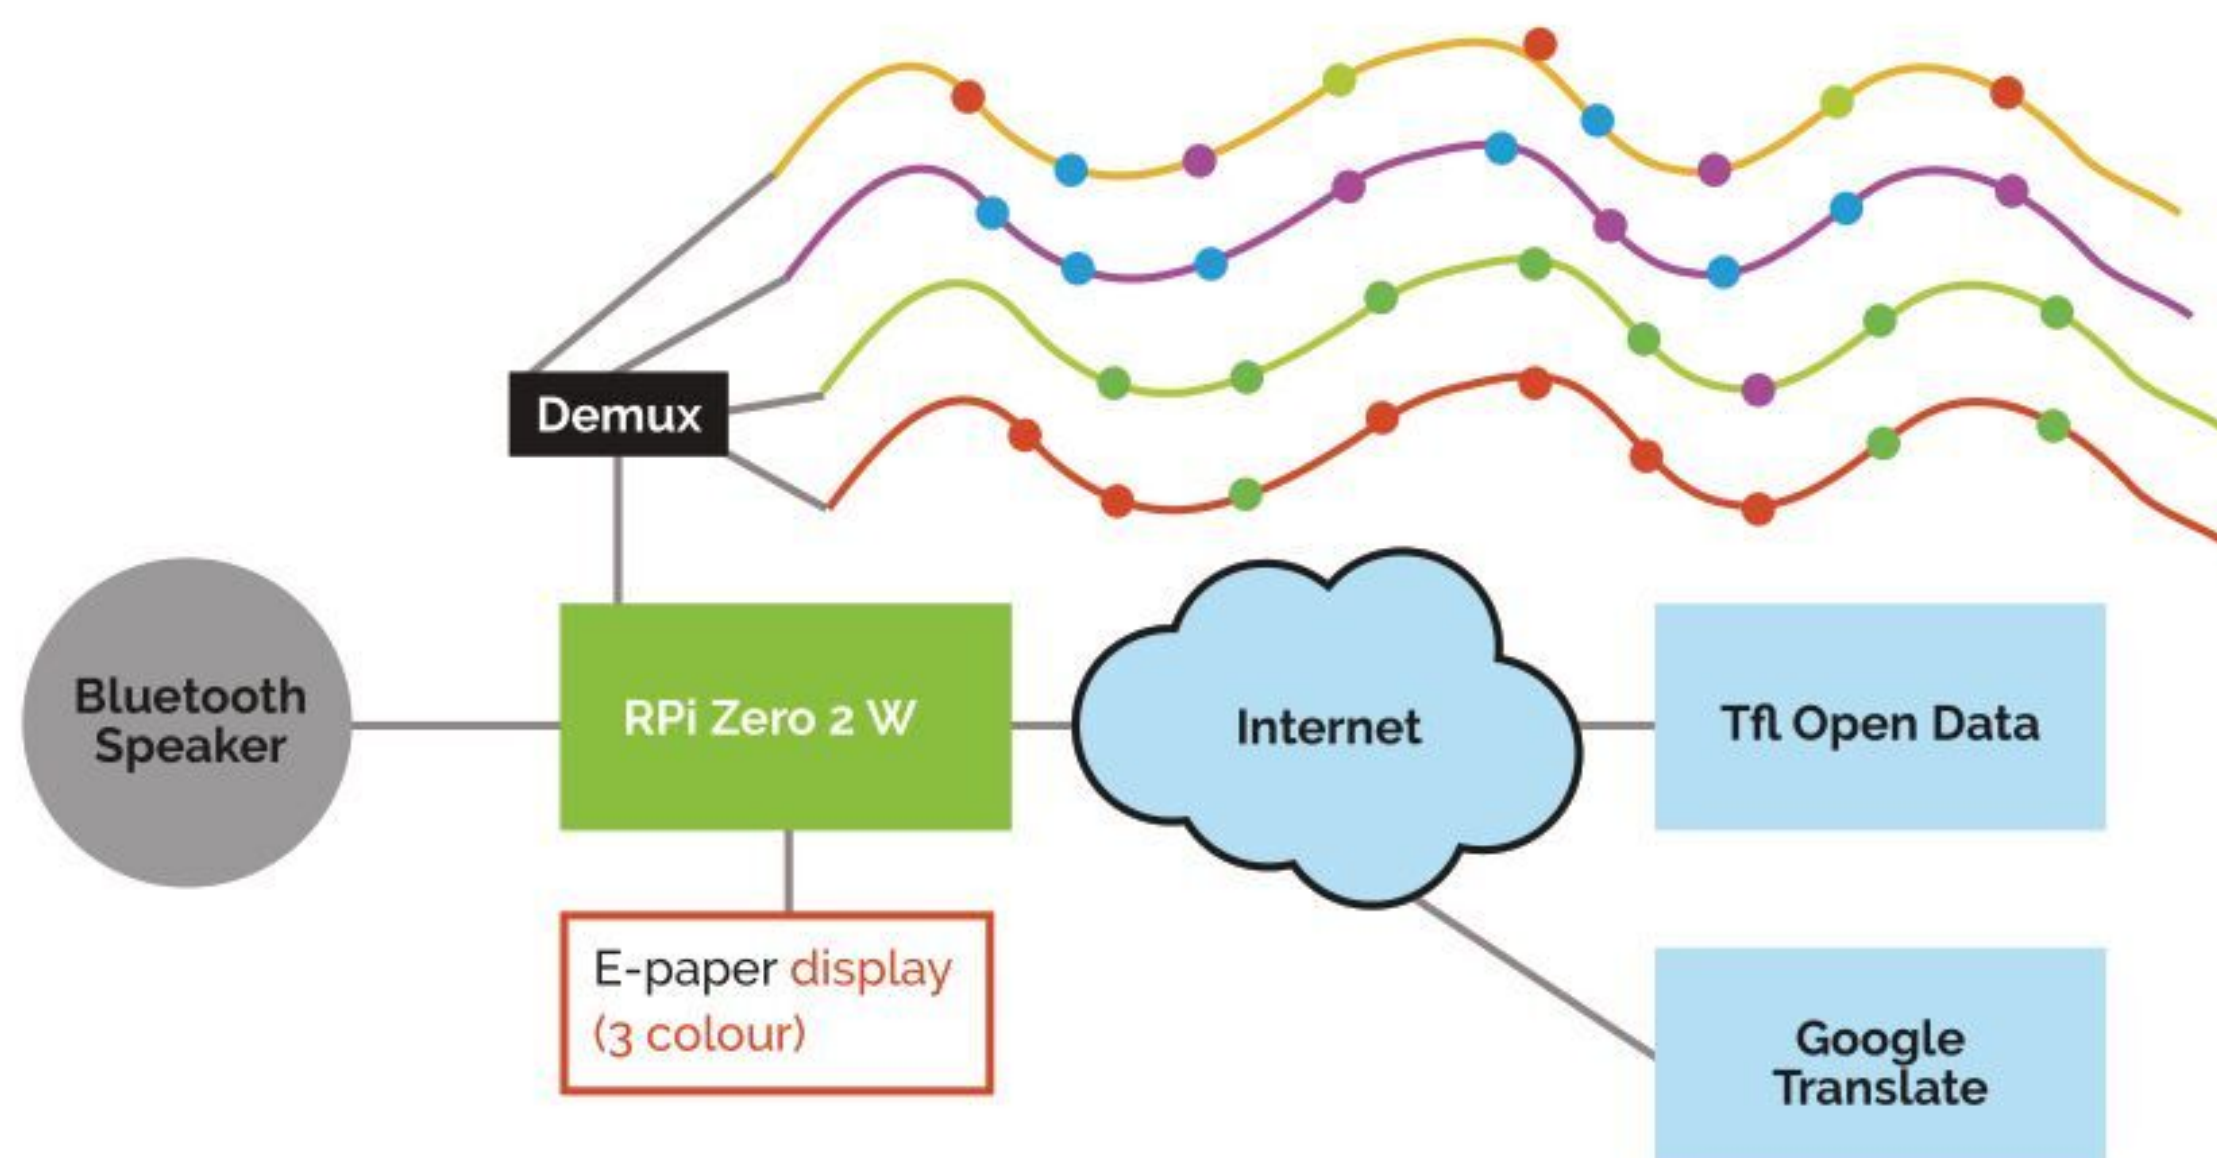 Demux
Bluetooth
Speaker
RPi Zero 2 W
Internet
Tfl Open Data
E-paper display
(3 colour)
Google
Translate